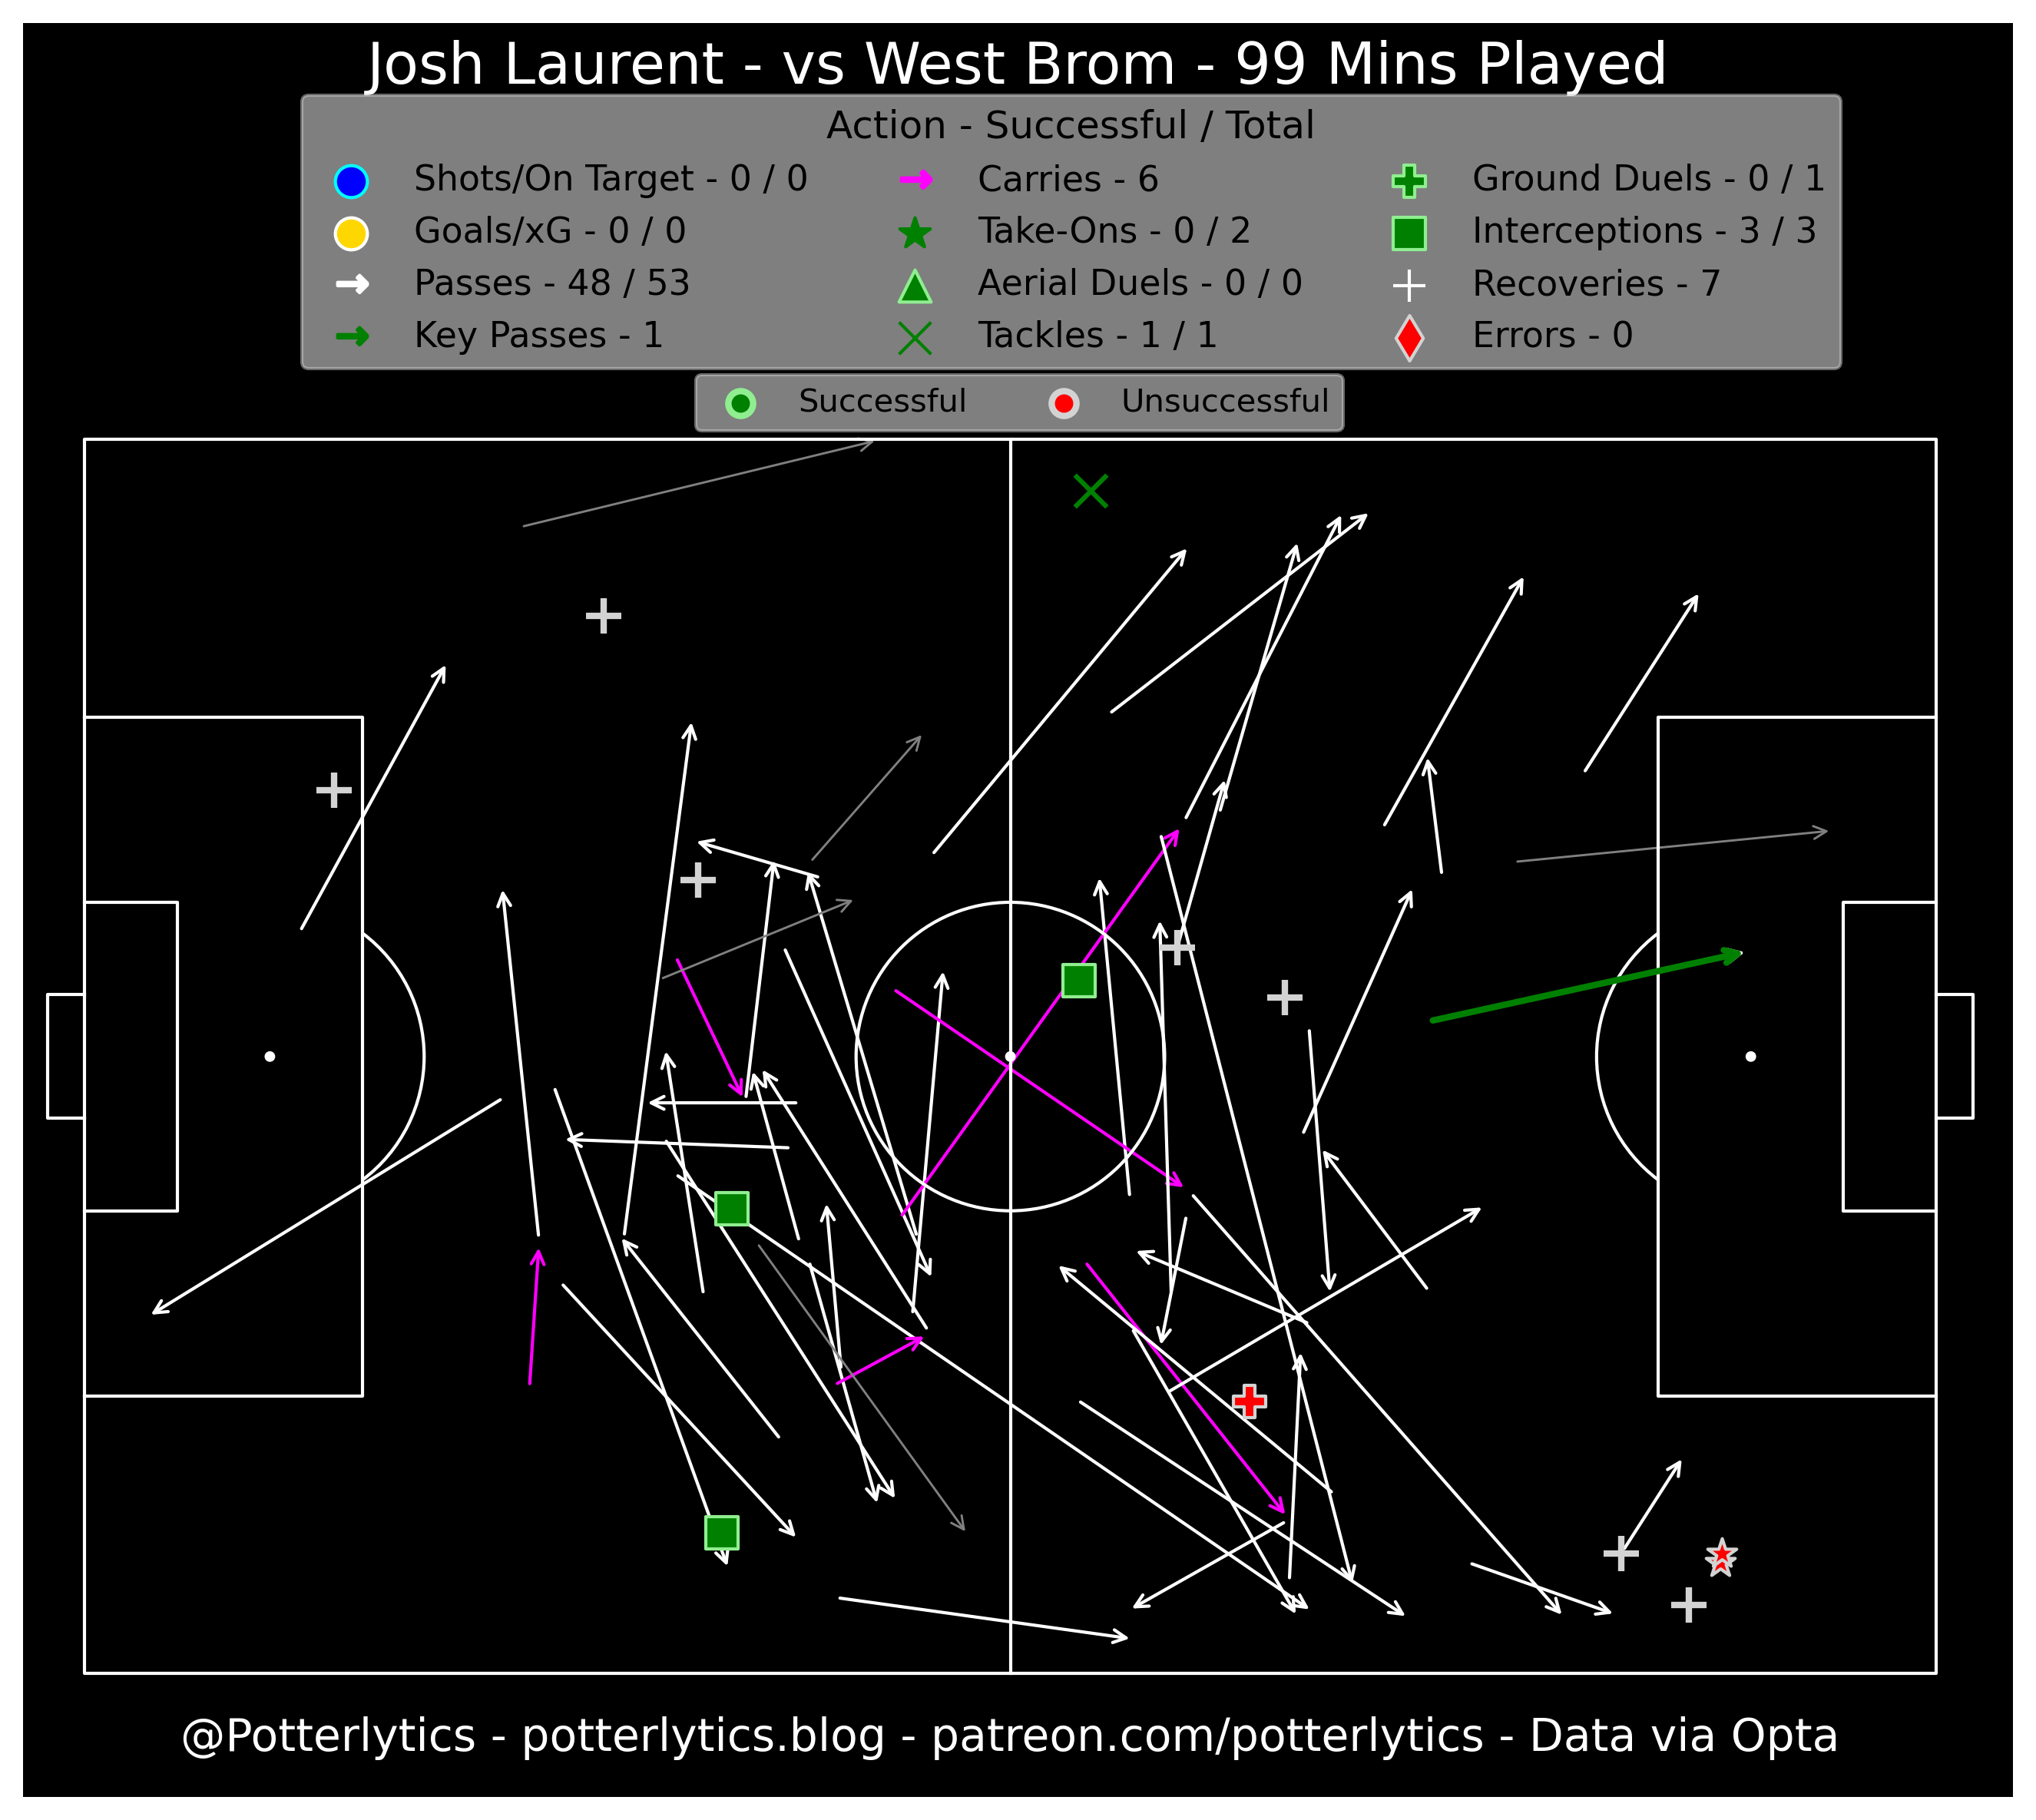 Josh Laurent - vs West Brom - 99 Mins Played
Action - Successful / Total
Shots/On Target - 0 / 0
Goals/xG - 0 / 0
Passes - 48 / 53
Key Passes - 1
Carries - 6
Take-Ons - 0 / 2
Aerial Duels - 0 / 0
Tackles - 1 / 1
Ground Duels - 0 / 1
Interceptions - 3 / 3
Recoveries - 7
Errors - 0
Successful
Unsuccessful
@Potterlytics - potterlytics.blog - patreon.com/potterlytics - Data via Opta